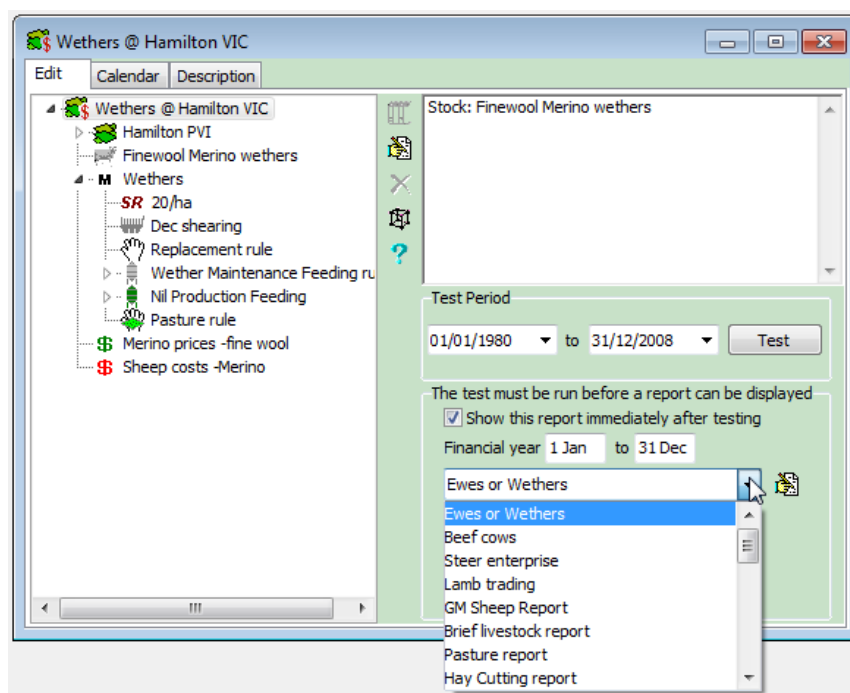 Wethers @ Hamilton VIC
Edit Calendar Description
Wethers @ Hamilton VIC
Hamilton PVI
Finewool Merino wethers
M Wethers
SR 20/ha
Dec shearing
Replacement rule
Wether Maintenance Feeding ru
Nil Production Feeding
Pasture rule
$ Merino prices -fine wool
$ Sheep costs -Merino
?
Stock: Finewool Merino wethers
Test Period
01/01/1980 to 31/12/2008 Test
The test must be run before a report can be displayed
Show this report immediately after testing
Financial year 1 Jan to 31 Dec
Ewes or Wethers
Ewes or Wethers
Beef cows
Steer enterprise
Lamb trading
GM Sheep Report
Brief livestock report
Pasture report
Hay Cutting report